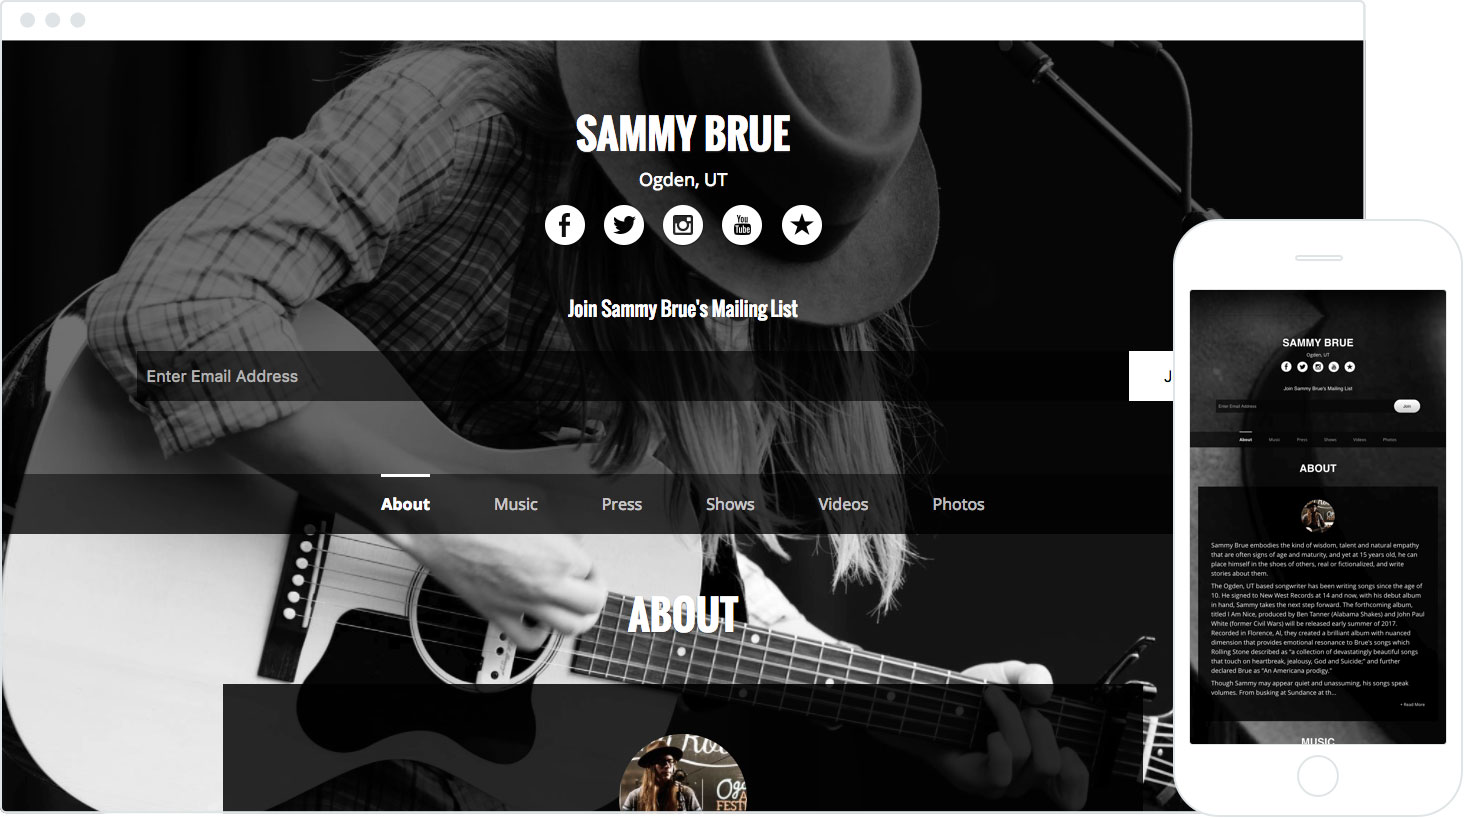 SAMMY BRUE
Ogden, UT
You
Tube
Join Sammy Brue's Mailing List
Enter Email Address
J
About Music Press Shows Videos Photos
ABOUT
SAMMY BRUE
Ogden, UT
Join Sammy Brue's Mailing List
Enter Email Address
Join
About Music Press Shows Videos Photos
ABOUT
Sammy Brue embodies the kind of wisdom, talent and natural empathy
that are often signs of age and maturity, and yet at 15 years old, he can
place himself in the shoes of others, real or fictionalized, and write
stories about them.
The Ogden, UT based songwriter has been writing songs since the age of
10. He signed to New West Records at 14 and now, with his debut album
in hand, Sammy takes the next step forward. The forthcoming album,
titled I Am Nice, produced by Ben Tanner (Alabama Shakes) and John Paul
White (former Civil Wars) will be released early summer of 2017.
Recorded in Florence, Al, they created a brilliant album with nuanced
dimension that provides emotional resonance to Brue's songs which
Rolling Stone described as "a collection of devastatingly beautiful songs
that touch on heartbreak, jealousy, God and Suicide;" and further
declared Brue as "An Americana prodigy."
Though Sammy may appear quiet and unassuming, his songs speak
volumes. From busking at Sundance at th...
+ Read More
MUSIC